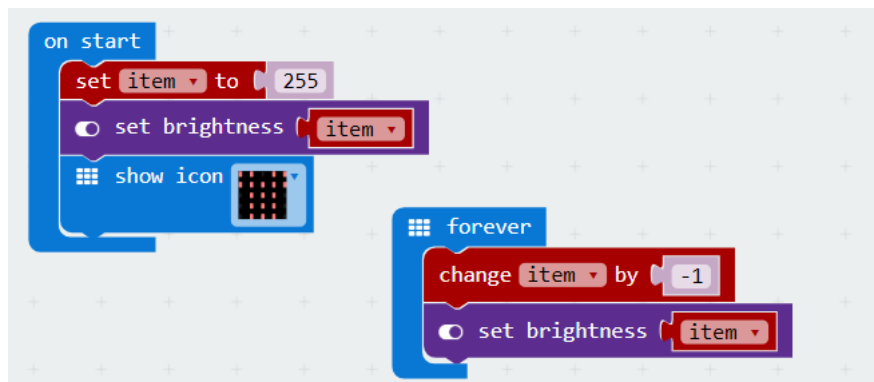 on start
set item to 255
set brightness item
show icon
forever
change item by -1
set brightness item